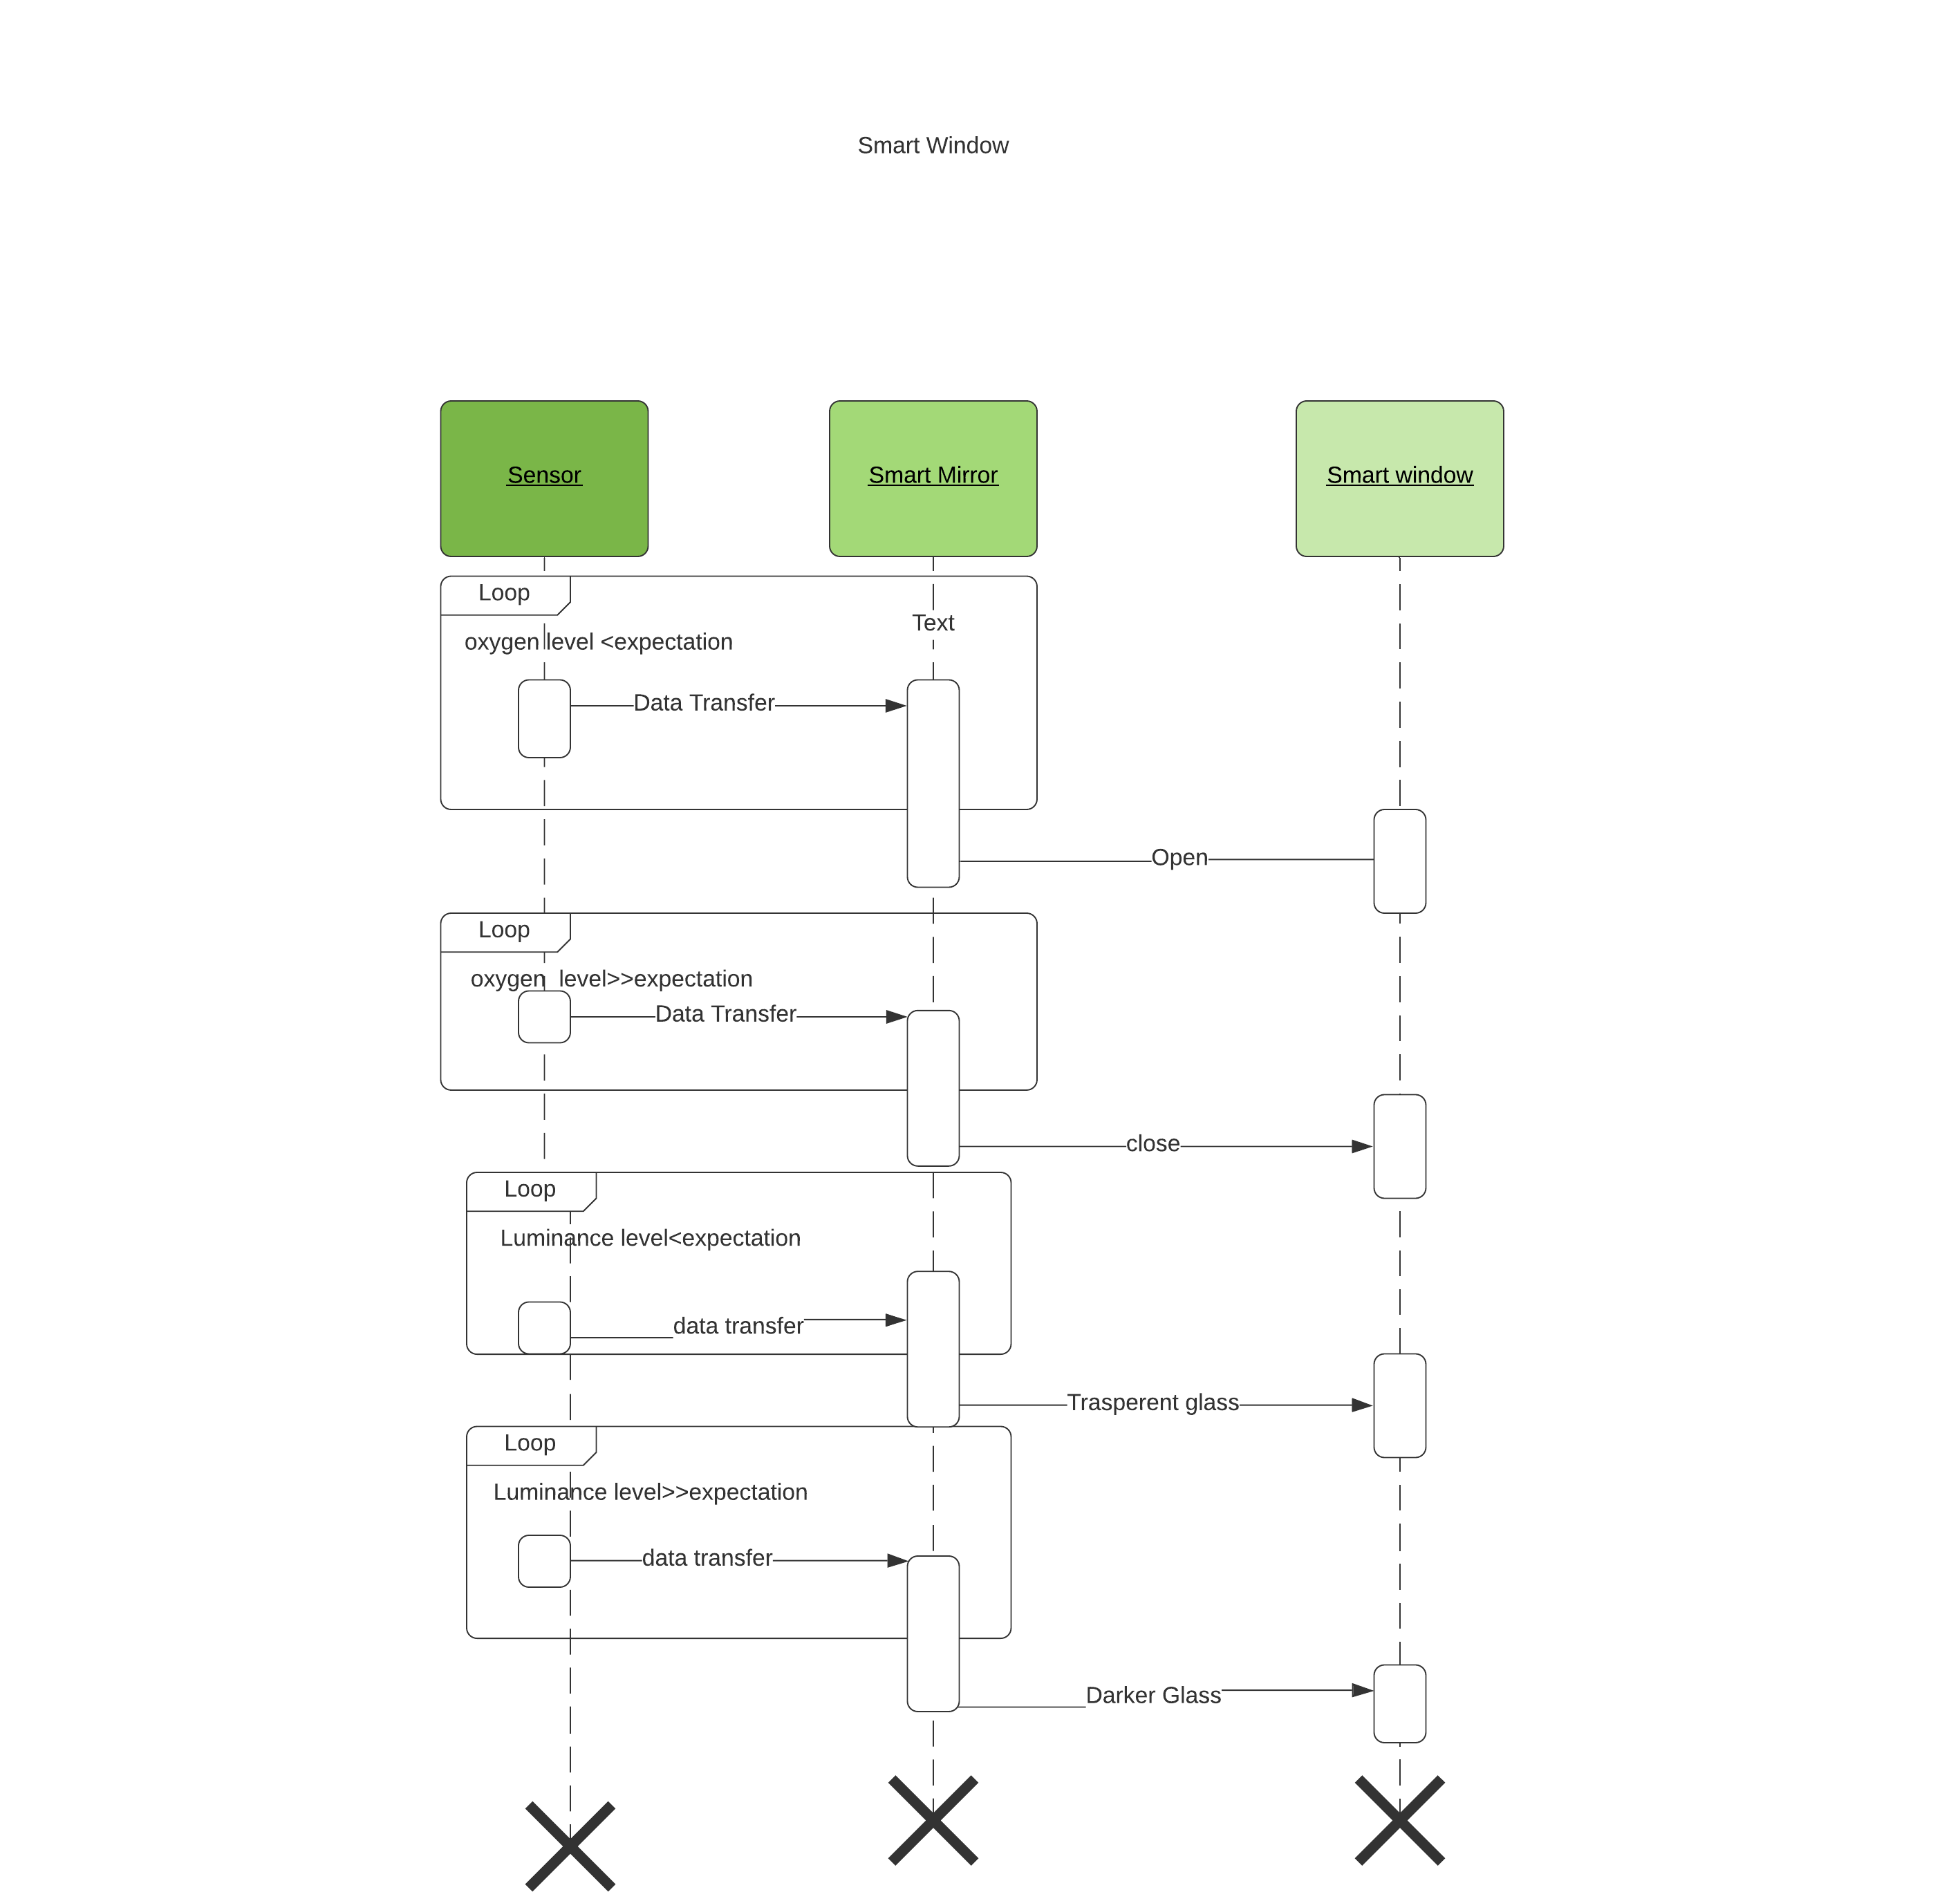 Smart Window
Sensor
Smart Mirror
Smart window
Loop
Text
oxygen level <expectation
Data Transfer
Open
Loop
oxygen  level>>expectation
Data Transfer
close
Loop
Luminance level<expectation
data transfer
Trasperent glass
Loop
Luminance level>>expectation
data transfer
Darker Glass